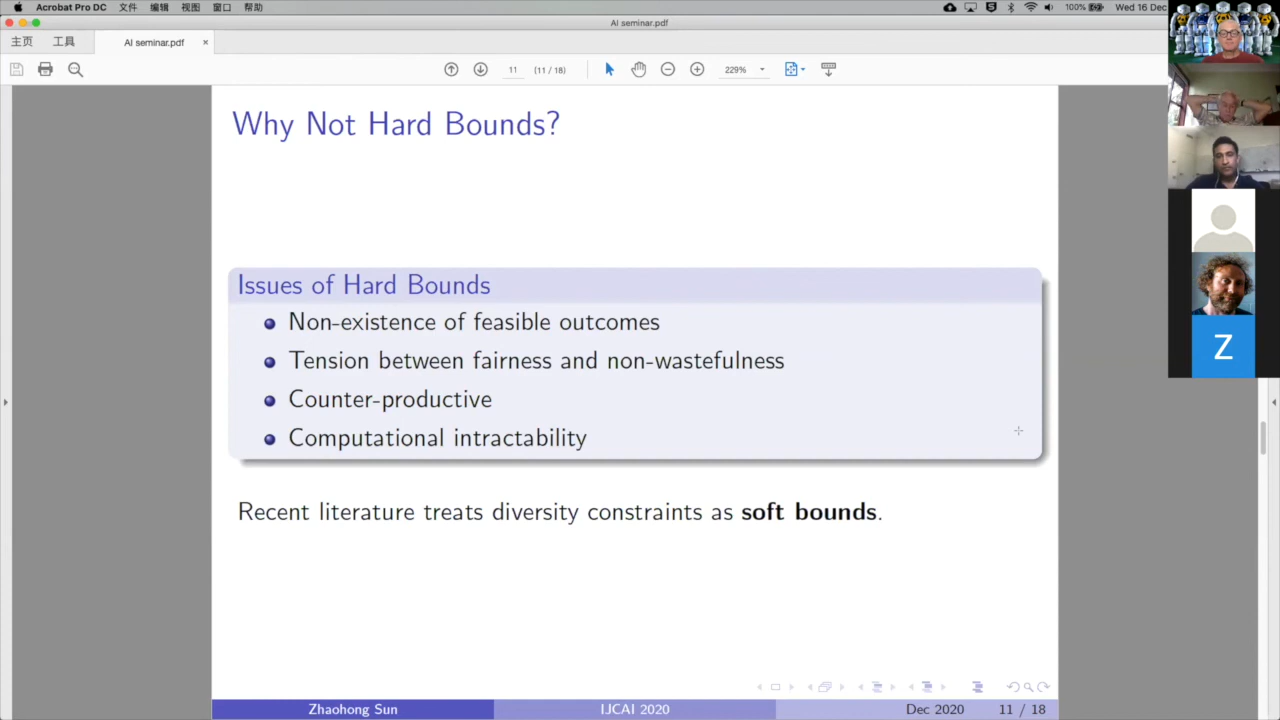 Acrobat Pro DC 文件 编辑 视图 窗口 帮助 100% Wed 16 Dec
AI seminar.pdf
主页 工具 AI seminar.pdf ×
11 (11 / 18) 229%
Why Not Hard Bounds?
Issues of Hard Bounds
Non-existence of feasible outcomes
Tension between fairness and non-wastefulness
Counter-productive
Computational intractability
Recent literature treats diversity constraints as soft bounds.
Zhaohong Sun IJCAI 2020 Dec 2020 11 / 18
Z